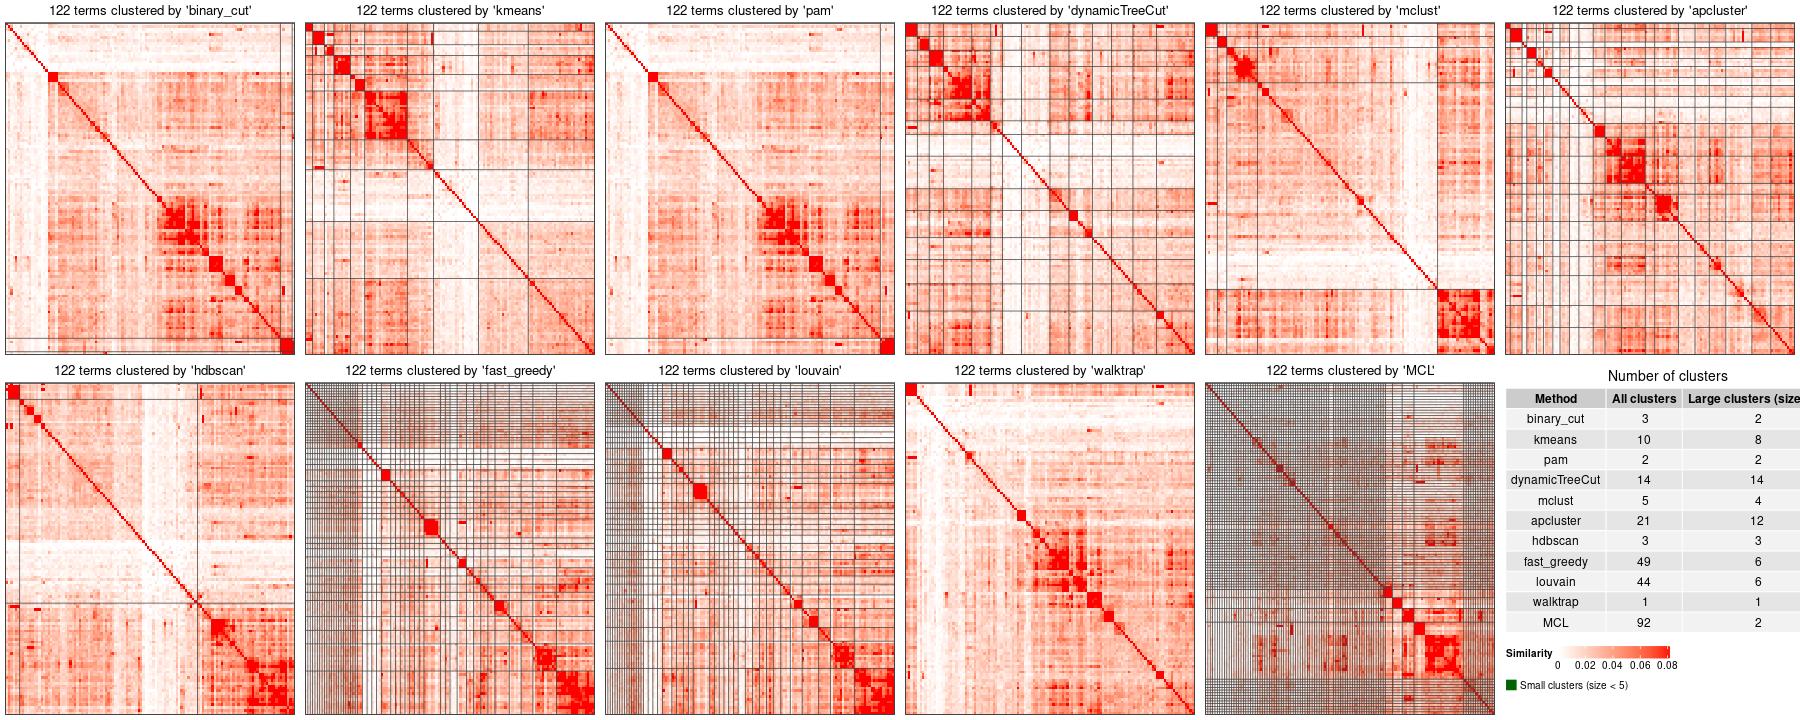 122 terms clustered by 'binary_cut'
122 terms clustered by 'kmeans'
122 terms clustered by 'pam'
122 terms clustered by 'dynamicTreeCut'
122 terms clustered by 'mclust'
122 terms clustered by 'apcluster'
122 terms clustered by 'hdbscan'
122 terms clustered by 'fast_greedy'
122 terms clustered by 'louvain'
122 terms clustered by 'walktrap'
122 terms clustered by 'MCL'
Number of clusters
Method All clusters Large clusters (size
binary_cut 3 2
kmeans 10 8
pam 2 2
dynamicTreeCut 14 14
mclust 5 4
apcluster 21 12
hdbscan 3 3
fast_greedy 49 6
louvain 44 6
walktrap 1 1
MCL 92 2
Similarity
0 0.02 0.04 0.06 0.08
Small clusters (size < 5)